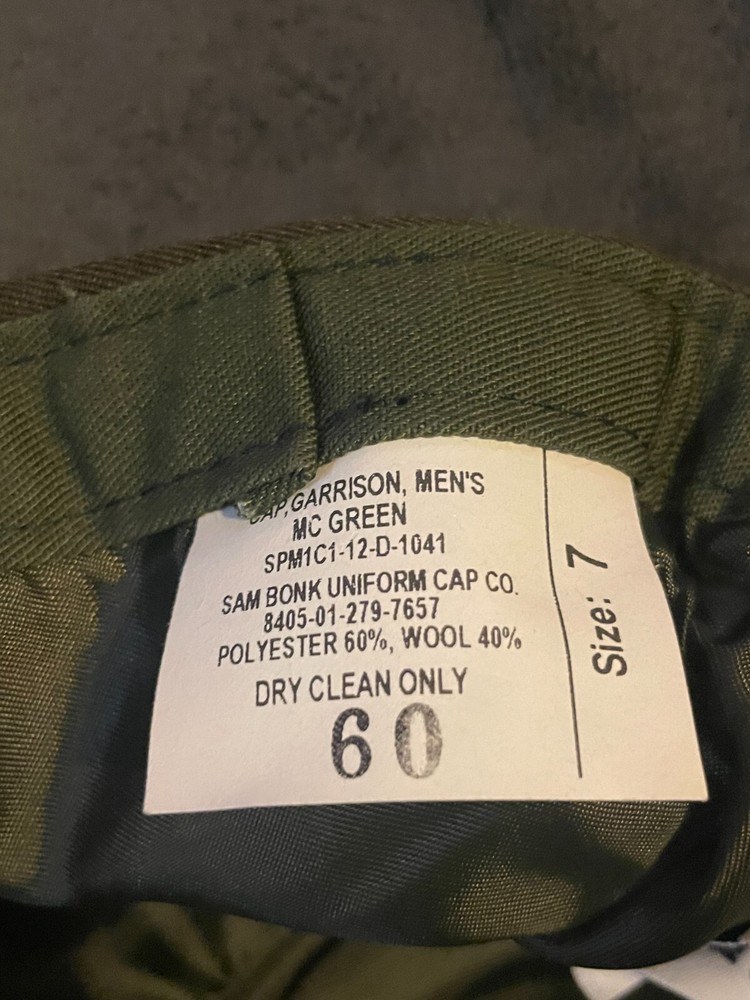 CAP,GARRISON, MEN'S
MC GREEN
SPM1C1-12-D-1041
SAM BONK UNIFORM CAP CO.
8405-01-279-7657
POLYESTER 60%, WOOL 40%
DRY CLEAN ONLY
60
Size: 7